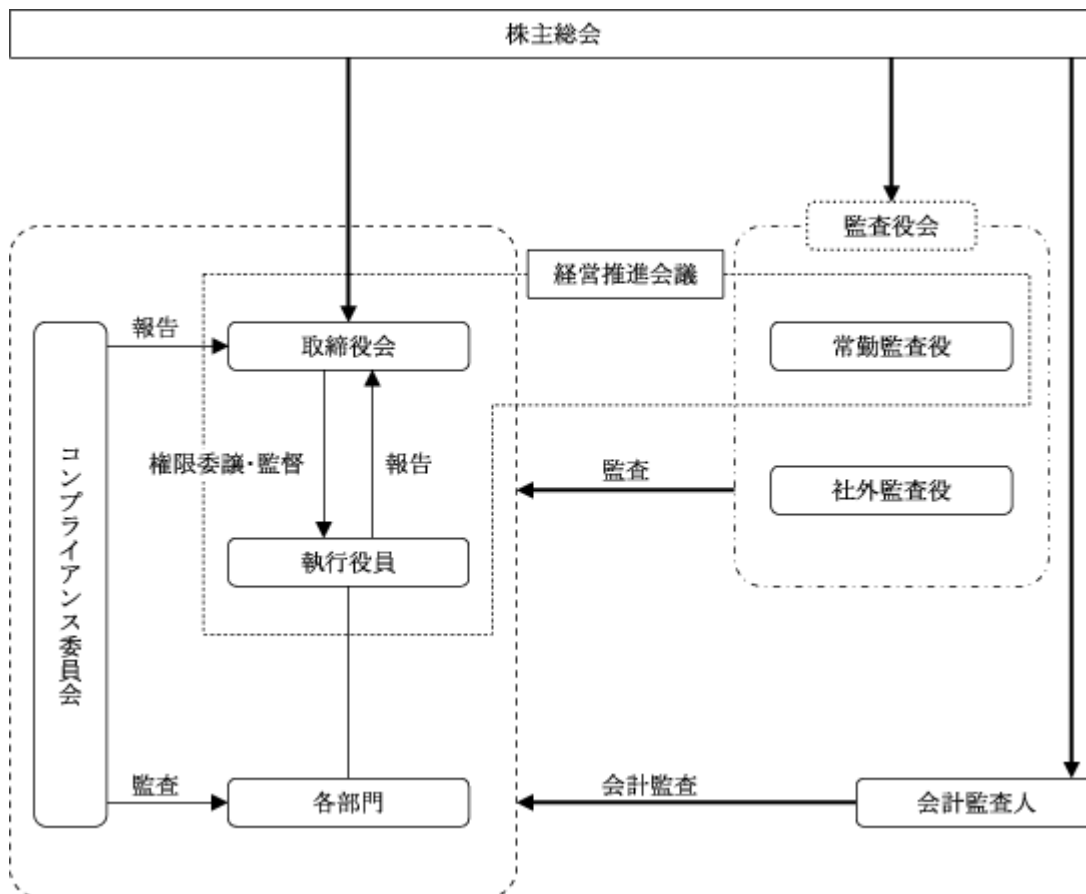 株主総会
監査役会
経営推進会議
報告
取締役会
常勤監査役
コンプライアンス委員会
権限委譲・監督
報告
監査
社外監査役
執行役員
監査
各部門
会計監査
会計監査人